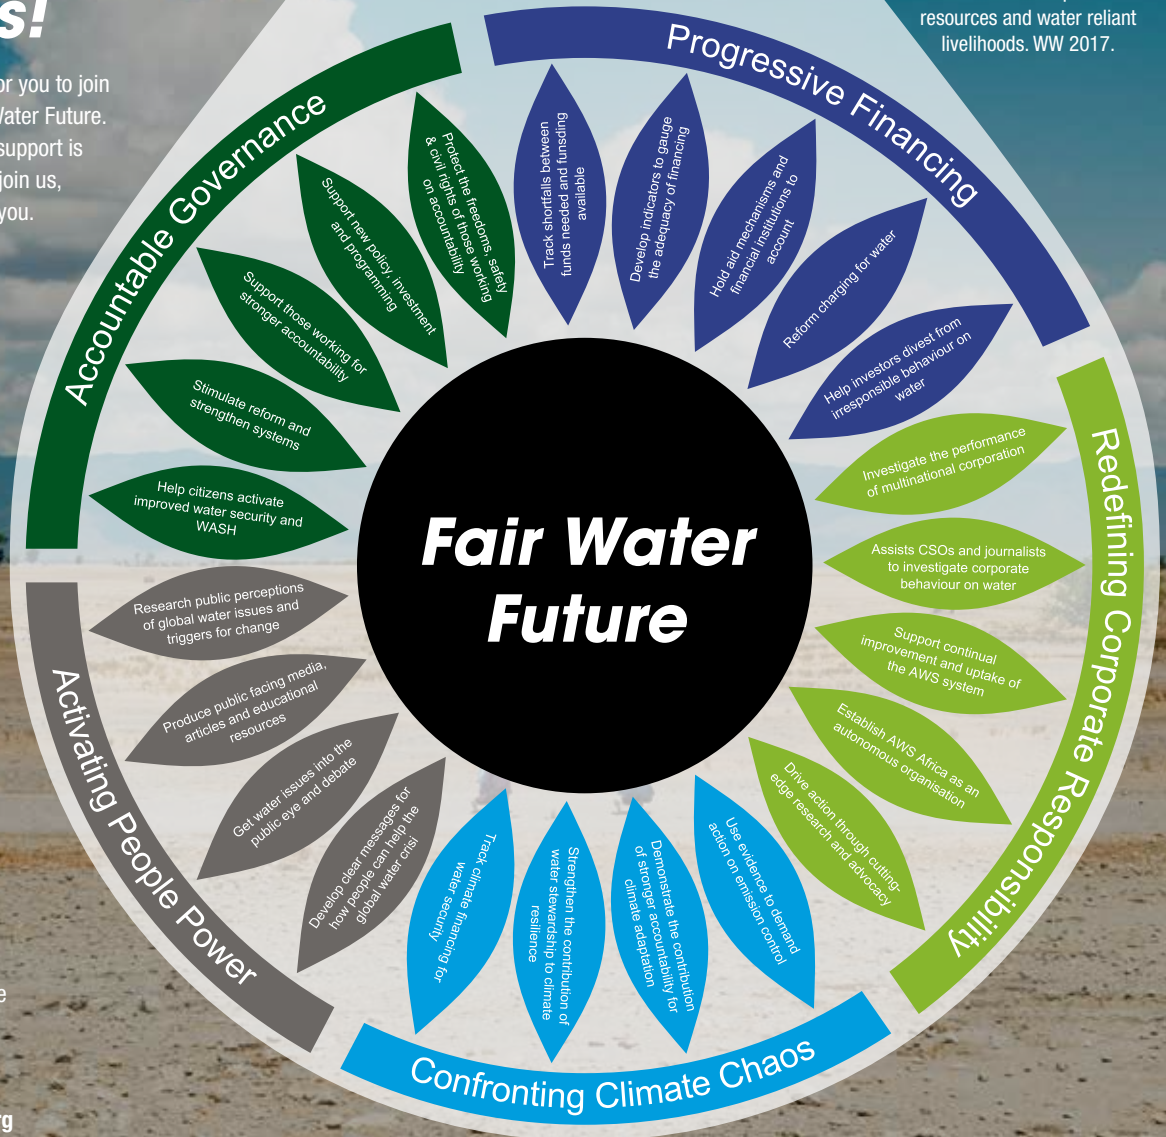 s!
or you to join
Water Future.
support is
join us,
you.
resources and water reliant
livelihoods. WW 2017.
Accountable Governance
Protect the freedoms, safety
& civil rights of those working
on accountability
Support new policy, investment
and programming
Support those working for
stronger accountability
Stimulate reform and
strengthen systems
Help citizens activate
improved water security and
WASH
Progressive Financing
Track shortfalls between
funds needed and funsding
available
Develop indicators to gauge
the adequacy of financing
Hold aid mechanisms and
financial institutions to
account
Reform charging for water
Help investors divest from
irresponsible behaviour on
water
Redefining Corporate Responsibility
Investigate the performance
of multinational corporation
Assists CSOs and journalists
to investigate corporate
behaviour on water
Support continual
improvement and uptake of
the AWS system
Establish AWS Africa as an
autonomous organisation
Drive action through cutting-
edge research and advocacy
Fair Water
Future
Activating People Power
Research public perceptions
of global water issues and
triggers for change
Produce public facing media,
articles and educational
resources
Get water issues into the
public eye and debate
Develop clear messages for
how people can help the
global water crisi
Confronting Climate Chaos
Track climate financing for
water security
Strengthen the contribution of
water stewardship to climate
resilience
Demonstrate the contribution
of stronger accountability for
climate adaptation
Use evidence to demand
action on emission control
e
rg